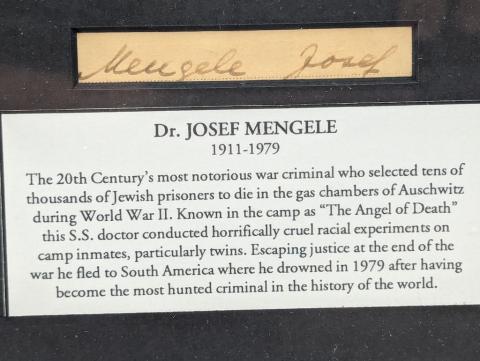 Mengele Josef
Dr. JOSEF MENGELE
1911-1979
The 20th Century's most notorious war criminal who selected tens of
thousands of Jewish prisoners to die in the gas chambers of Auschwitz
during World War II. Known in the camp as “The Angel of Death”
this S.S. doctor conducted horrifically cruel racial experiments on
camp inmates, particularly twins. Escaping justice at the end of the
war he fled to South America where he drowned in 1979 after having
become the most hunted criminal in the history of the world.